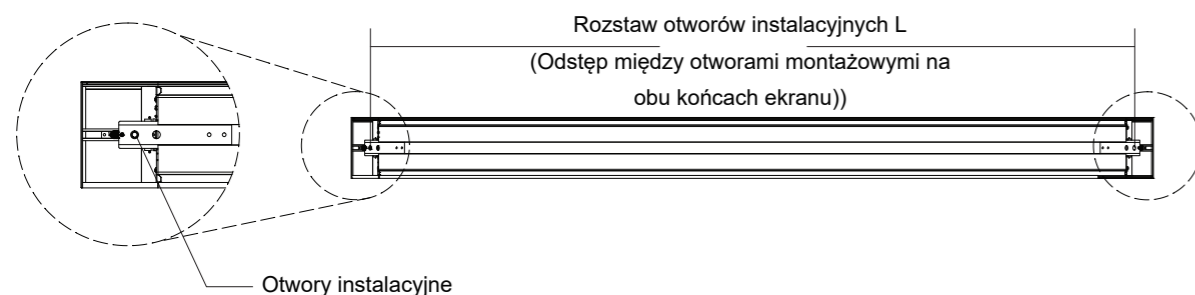 Rozstaw otworów instalacyjnych L
(Odstęp między otworami montażowymi na
obu końcach ekranu))
Otwory instalacyjne